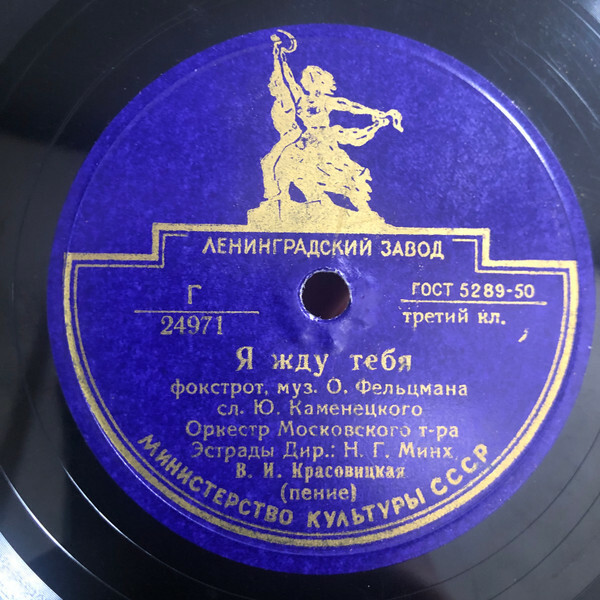 ЛЕНИНГРАДСКИЙ ЗАВОД
Г
24971
ГОСТ 5289-50
третий кл.
Я жду тебя
фокстрот, муз. О. Фельцмана
сл. Ю. Каменецкого
Оркестр Московского т-ра
Эстрады Дир.: Н. Г. Минх
В. И. Красовицкая
(пение)
МИНИСТЕРСТВО КУЛЬТУРЫ СССР